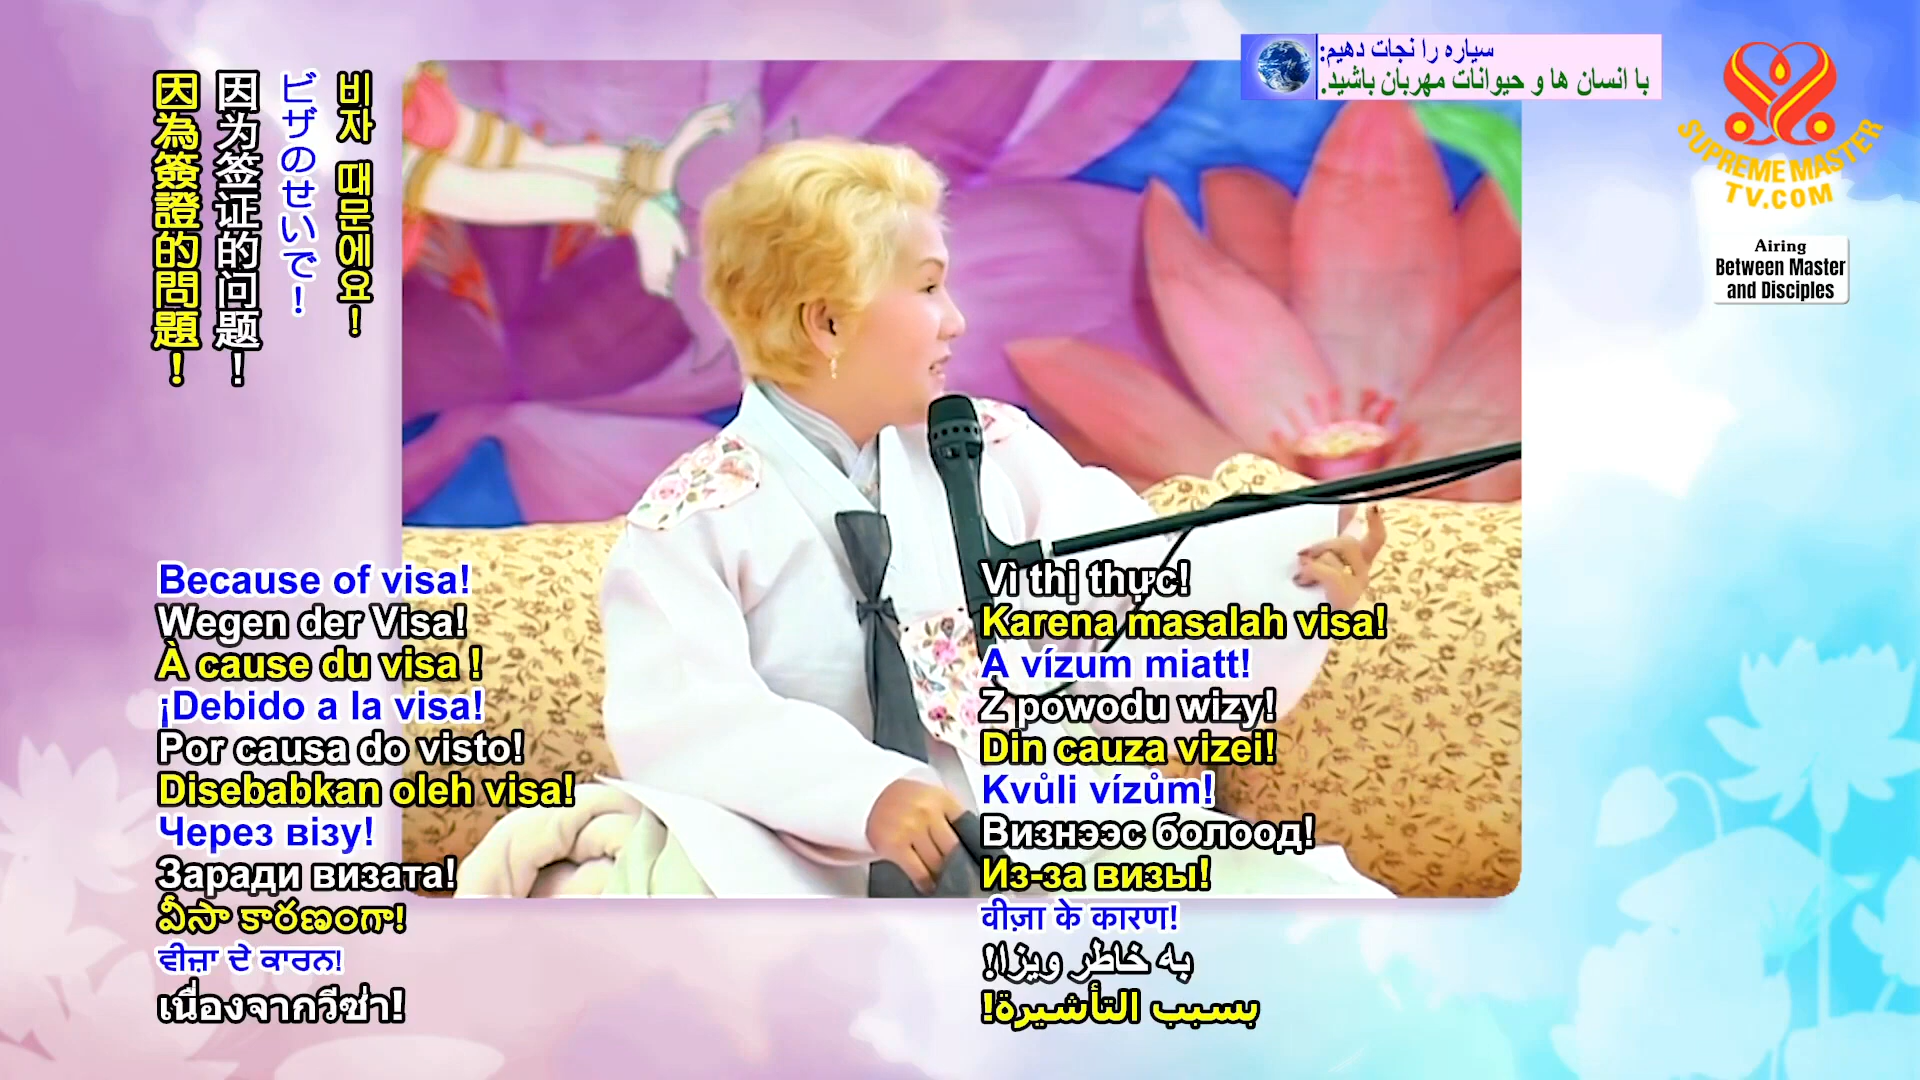 سیاره را نجات دهیم:
با انسان ها و حیوانات مهربان باشید.
SUPREME MASTER
TV.COM
Airing
Between Master
and Disciples
비자 때문에요!
ビザのせいで!
因为签证的问题!
因為簽證的問題!
Because of visa!
Wegen der Visa!
À cause du visa !
¡Debido a la visa!
Por causa do visto!
Disebabkan oleh visa!
Через візу!
Заради визата!
వీసా కారణంగా!
ਵੀਜ਼ਾ ਦੇ ਕਾਰਨ!
เนื่องจากวีซ่า!
Vì thị thực!
Karena masalah visa!
A vízum miatt!
Z powodu wizy!
Din cauza vizei!
Kvůli vízům!
Визнээс болоод!
Из-за визы!
वीज़ा के कारण!
به خاطر ویزا!
بسبب التأشيرة!